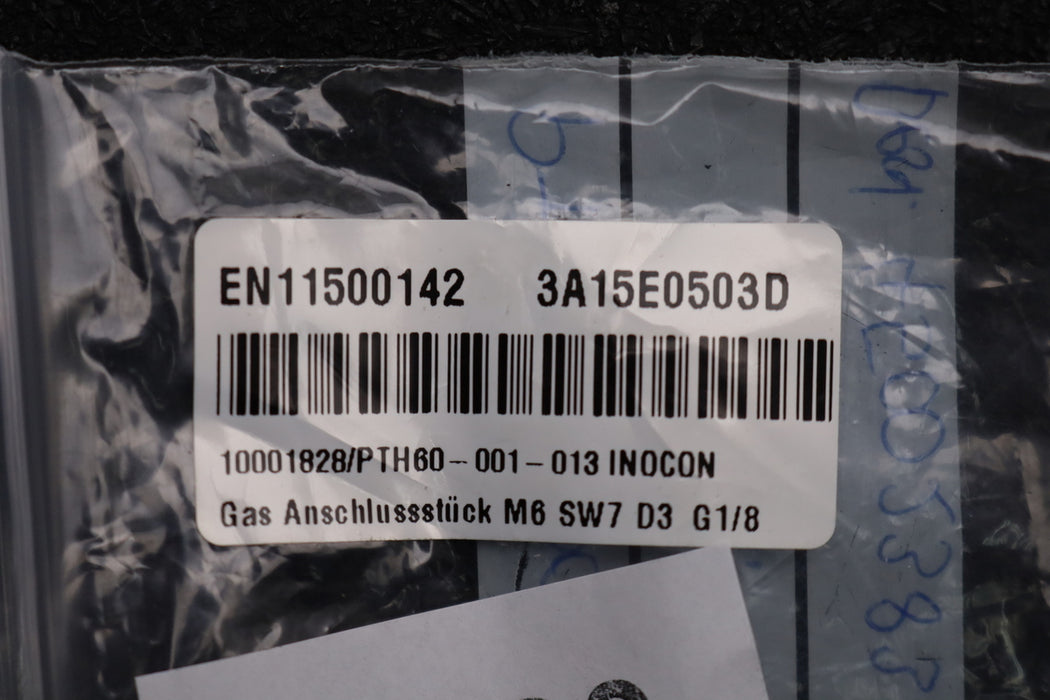 EN11500142 3A15E0503D
10001828/PTH60-001-013 INOCON
Gas Anschlussstück M6 SW7 D3 G1/8